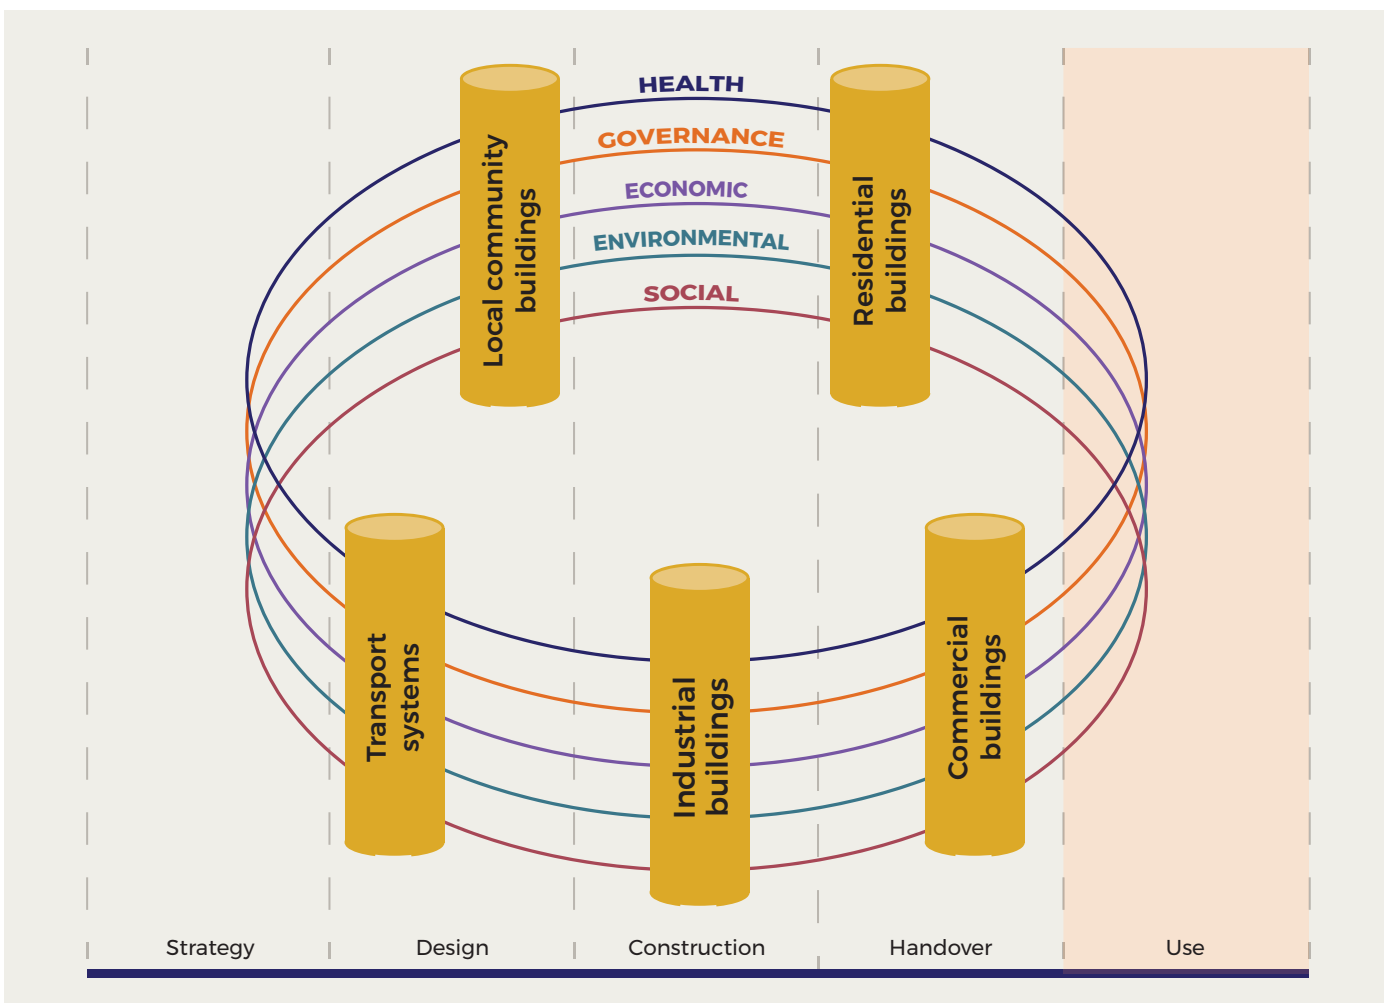 HEALTH
GOVERNANCE
ECONOMIC
ENVIRONMENTAL
SOCIAL
Local community
buildings
Residential
buildings
Transport
systems
Industrial
buildings
Commercial
buildings
Strategy
Design
Construction
Handover
Use